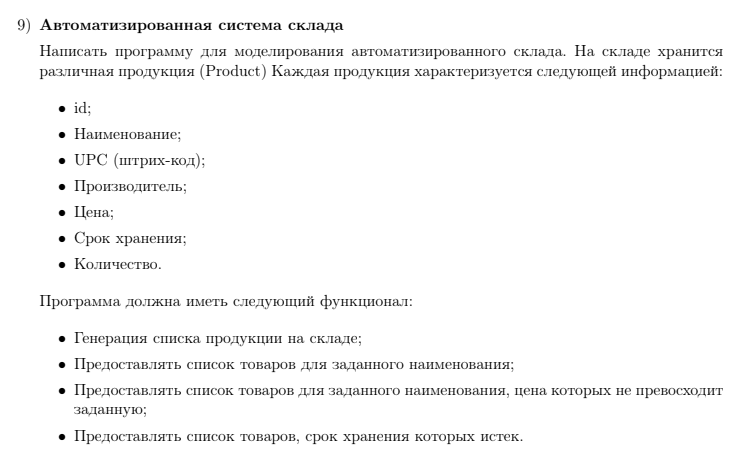 9) Автоматизированная система склада
Написать программу для моделирования автоматизированного склада. На складе хранится
различная продукция (Product) Каждая продукция характеризуется следующей информацией:
• id;
• Наименование;
• UPC (штрих-код);
• Производитель;
• Цена;
• Срок хранения;
• Количество.
Программа должна иметь следующий функционал:
• Генерация списка продукции на складе;
• Предоставлять список товаров для заданного наименования;
• Предоставлять список товаров для заданного наименования, цена которых не превосходит
заданную;
• Предоставлять список товаров, срок хранения которых истек.